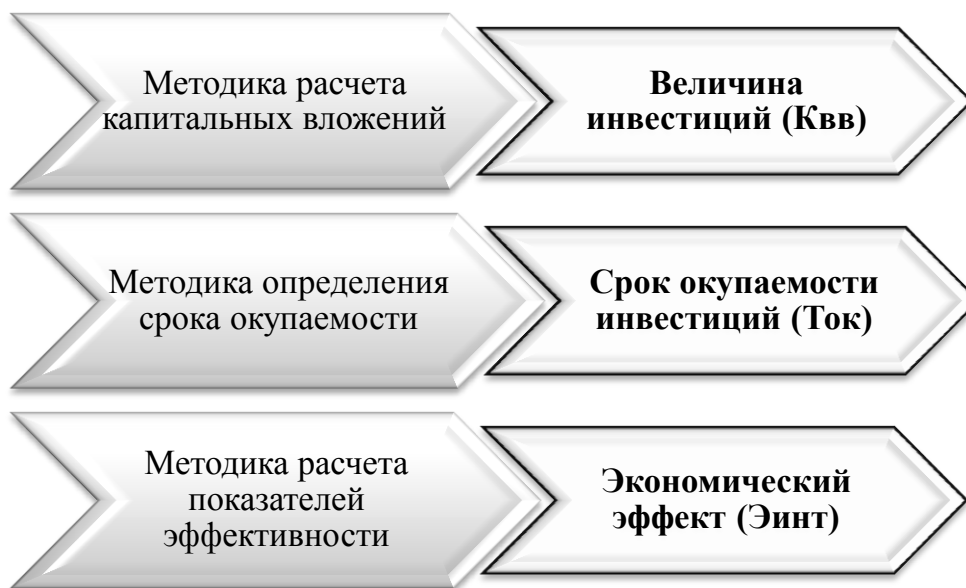 Методика расчета
капитальных вложений
Величина
инвестиций (Квв)
Методика определения
срока окупаемости
Срок окупаемости
инвестиций (Ток)
Методика расчета
показателей
эффективности
Экономический
эффект (Эинт)